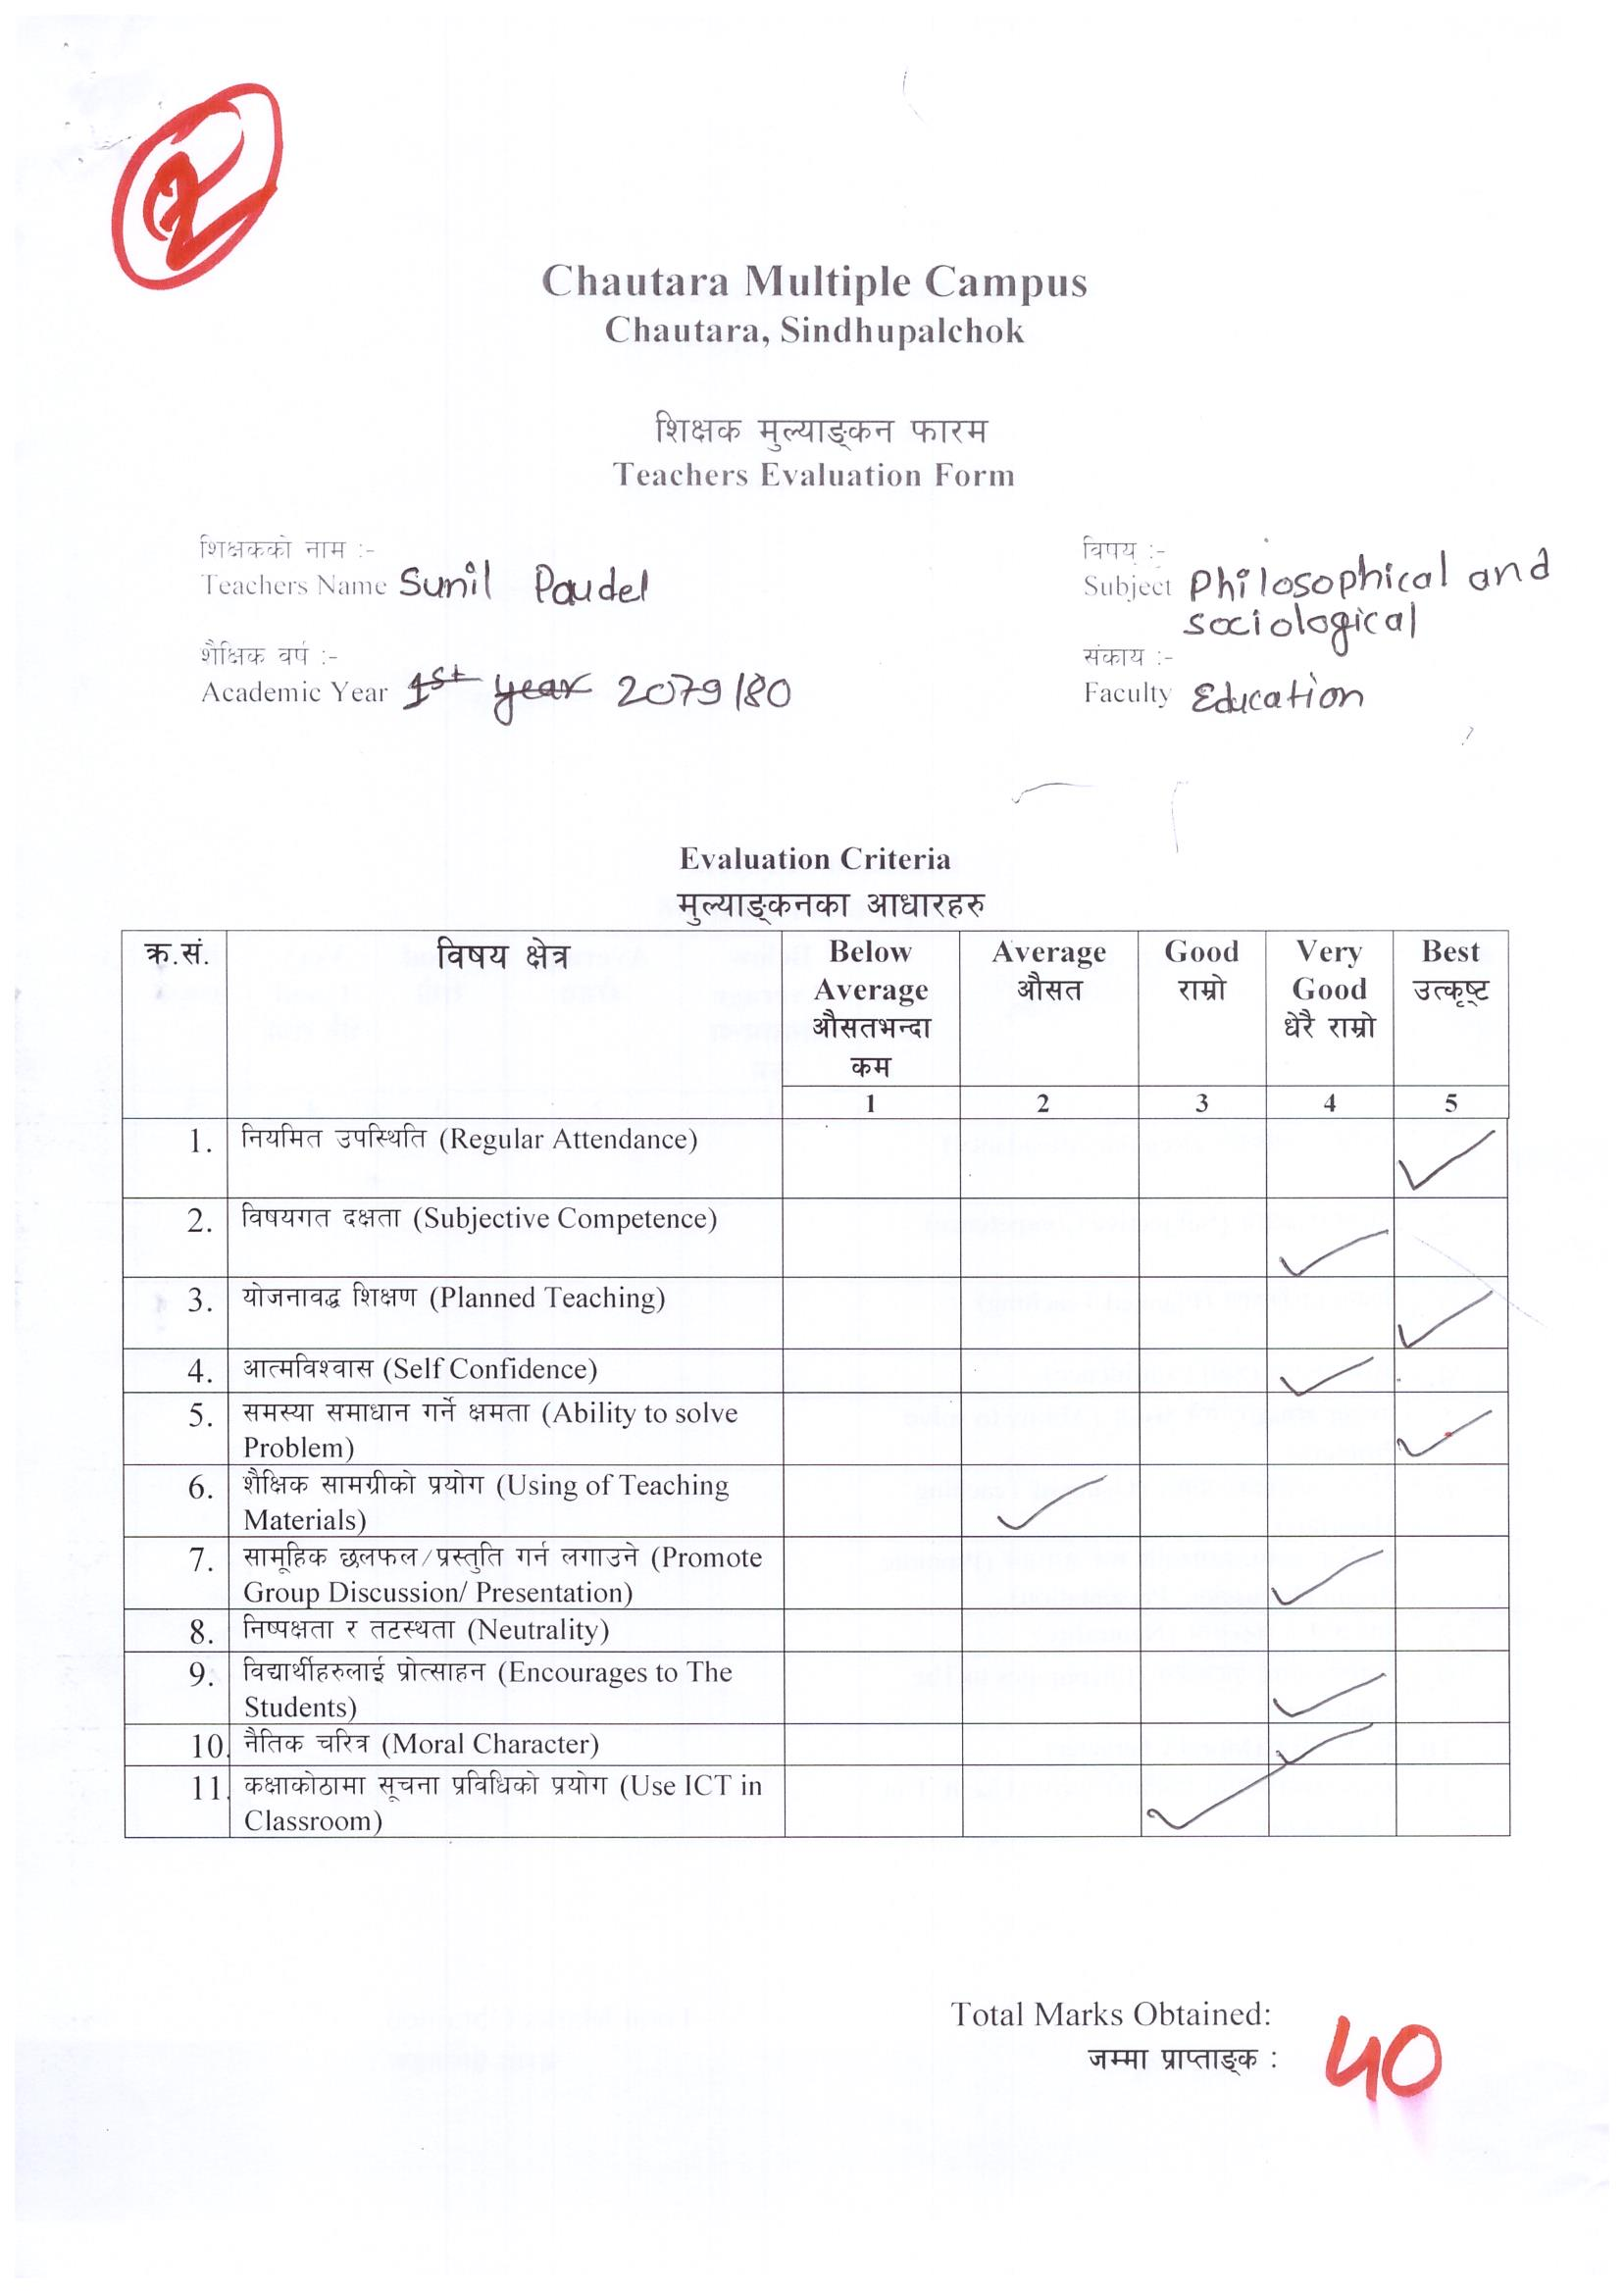 2
Chautara Multiple Campus
Chautara, Sindhupalchok
शिक्षक मुल्याङ्कन फारम
Teachers Evaluation Form
शिक्षकको नाम :-
Teachers Name Sunil Paudel
विषय :-
Subject Philosophical and
sociological
शैक्षिक वर्ष :-
Academic Year 1st year 2079/80
संकाय :-
Faculty Education
Evaluation Criteria
मुल्याङ्कनका आधारहरु
क्र.सं. विषय क्षेत्र Below Average औसतभन्दा कम Average औसत Good राम्रो Very Good धेरै राम्रो Best उत्कृष्ट
1 2 3 4 5
1. नियमित उपस्थिति (Regular Attendance) ✓
2. विषयगत दक्षता (Subjective Competence) ✓
3. योजनावद्ध शिक्षण (Planned Teaching) ✓
4. आत्मविश्वास (Self Confidence) ✓
5. समस्या समाधान गर्ने क्षमता (Ability to solve
Problem) ✓
6. शैक्षिक सामग्रीको प्रयोग (Using of Teaching
Materials) ✓
7. सामूहिक छलफल/प्रस्तुति गर्न लगाउने (Promote
Group Discussion/ Presentation) ✓
8. निष्पक्षता र तटस्थता (Neutrality)
9. विद्यार्थीहरुलाई प्रोत्साहन (Encourages to The
Students) ✓
10. नैतिक चरित्र (Moral Character) ✓
11. कक्षाकोठामा सूचना प्रविधिको प्रयोग (Use ICT in
Classroom) ✓
Total Marks Obtained:
जम्मा प्राप्ताङ्क : 40